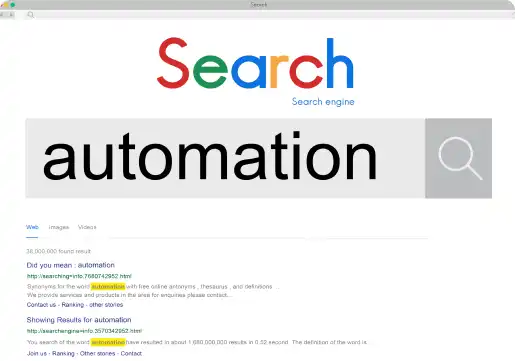 Search
Search
Search engine
automation
Web Images Videos
36,000,000 found result
Did you mean : automation
http://searching+info.7680742952.html
Synonyms for the word automation with free online antonyms , thesaurus , and definitions ...
We provide services and products in the area for enquiries please contact...
Contact us - Ranking - other stories
Showing Results for automation
http://searchengine+info.3570342952.html
You search of the word automation have resulted in about 1,680,000,000 results in 0.52 second. The definition of the word is .
Join us - Ranking - Other stories - Contact